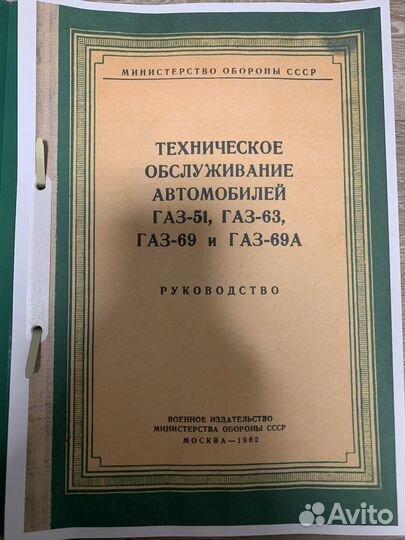 МИНИСТЕРСТВО ОБОРОНЫ СССР
ТЕХНИЧЕСКОЕ
ОБСЛУЖИВАНИЕ
АВТОМОБИЛЕЙ
ГАЗ-51, ГАЗ-63,
ГАЗ-69 и ГАЗ-69А
РУКОВОДСТВО
ВОЕННОЕ ИЗДАТЕЛЬСТВО
МИНИСТЕРСТВА ОБОРОНЫ СССР
МОСКВА—1962
Avito